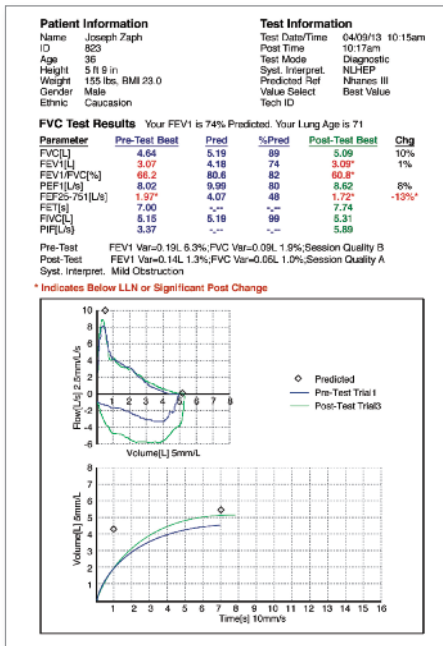 Patient Information Test Information
Name Joseph Zaph Test Date/Time 04/09/13 10:15am
ID 823 Post Time 10:17am
Age 36 Test Mode Diagnostic
Height 5 ft 9 in Syst. Interpret. NLHEP
Weight 155 lbs, BMI 23.0 Predicted Ref Nhanes III
Gender Male Value Select Best Value
Ethnic Caucasion Tech ID
FVC Test Results Your FEV1 is 74% Predicted. Your Lung Age is 71
Parameter Pre-Test Best Pred %Pred Post-Test Best Chg
FVC[L] 4.64 5.19 89 5.09 10%
FEV1[L] 3.07 4.18 74 3.09* 1%
FEV1/FVC[%] 66.2 80.6 82 60.8*
PEF1[L/s] 8.02 9.99 80 8.62 8%
FEF25-751[L/s] 1.97* 4.07 48 1.72* -13%*
FET[s] 7.00 -.-- -- 7.74
FIVC[L] 5.15 5.19 99 5.31
PIF[L/s] 3.37 -.-- -- 5.89
Pre-Test FEV1 Var=0.19L 6.3%;FVC Var=0.09L 1.9%;Session Quality B
Post-Test FEV1 Var=0.14L 1.3%;FVC Var=0.05L 1.0%;Session Quality A
Syst. Interpret. Mild Obstruction
* Indicates Below LLN or Significant Post Change
Flow[L/s] 2.5mm/L/s
10
8
6
4
2
0
-2
-4
-6
1 2 3 4 5 6 7 8
Volume[L] 5mm/L
Predicted
Pre-Test Trial1
Post-Test Trial3
Volume[L] 5mm/L
8
7
6
5
4
3
2
1
1 2 3 4 5 6 7 8 9 10 11 12 13 14 15 16
Time[s] 10mm/s